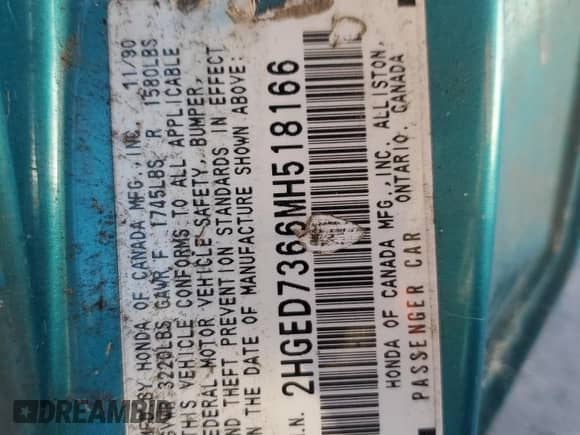 BY HONDA OF CANADA MFG., INC. 11/90
3220LBS GAWR F 1745LBS R 1580LBS
THIS VEHICLE CONFORMS TO ALL APPLICABLE
FEDERAL MOTOR VEHICLE SAFETY, BUMPER,
AND THEFT PREVENTION STANDARDS IN EFFECT
ON THE DATE OF MANUFACTURE SHOWN ABOVE:
2HGED7366MH518166
HONDA OF CANADA MFG., INC. ALLISTON,
ONTARIO, CANADA
PASSENGER CAR
DREAMBID